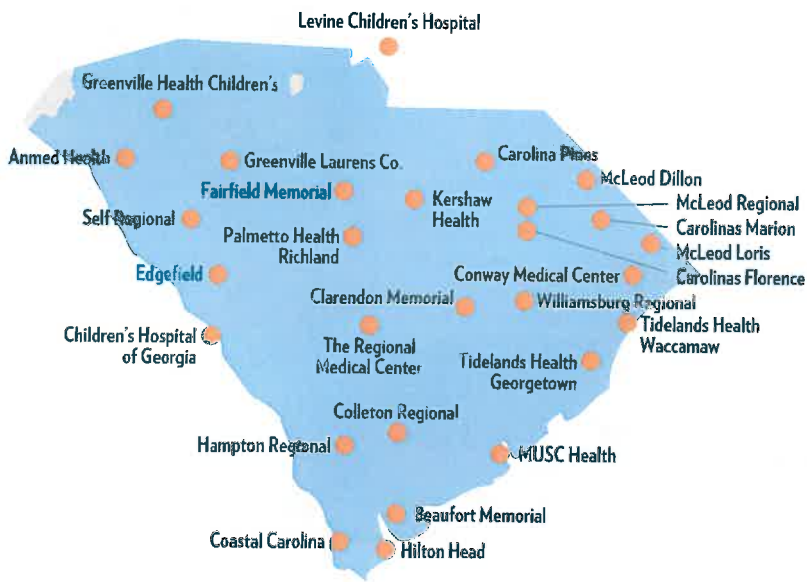 Levine Children's Hospital
Greenville Health Children's
Anmed Health
Greenville Laurens Co.
Carolina Pines
McLeod Dillon
Fairfield Memorial
Kershaw
Health
McLeod Regional
Carolinas Marion
McLeod Loris
Carolinas Florence
Self Regional
Palmetto Health
Richland
Edgefield
Conway Medical Center
Clarendon Memorial
Williamsburg Regional
Children's Hospital
of Georgia
The Regional
Medical Center
Tidelands Health
Waccamaw
Tidelands Health
Georgetown
Colleton Regional
Hampton Regional
MUSC Health
Beaufort Memorial
Coastal Carolina
Hilton Head